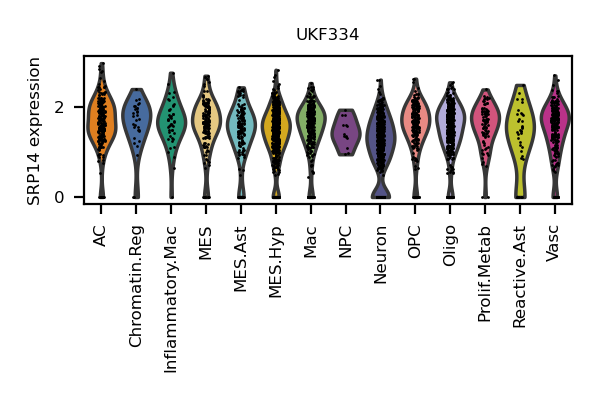 UKF334
SRP14 expression
2
0
AC
Chromatin.Reg
Inflammatory.Mac
MES
MES.Ast
MES.Hyp
Mac
NPC
Neuron
OPC
Oligo
Prolif.Metab
Reactive.Ast
Vasc